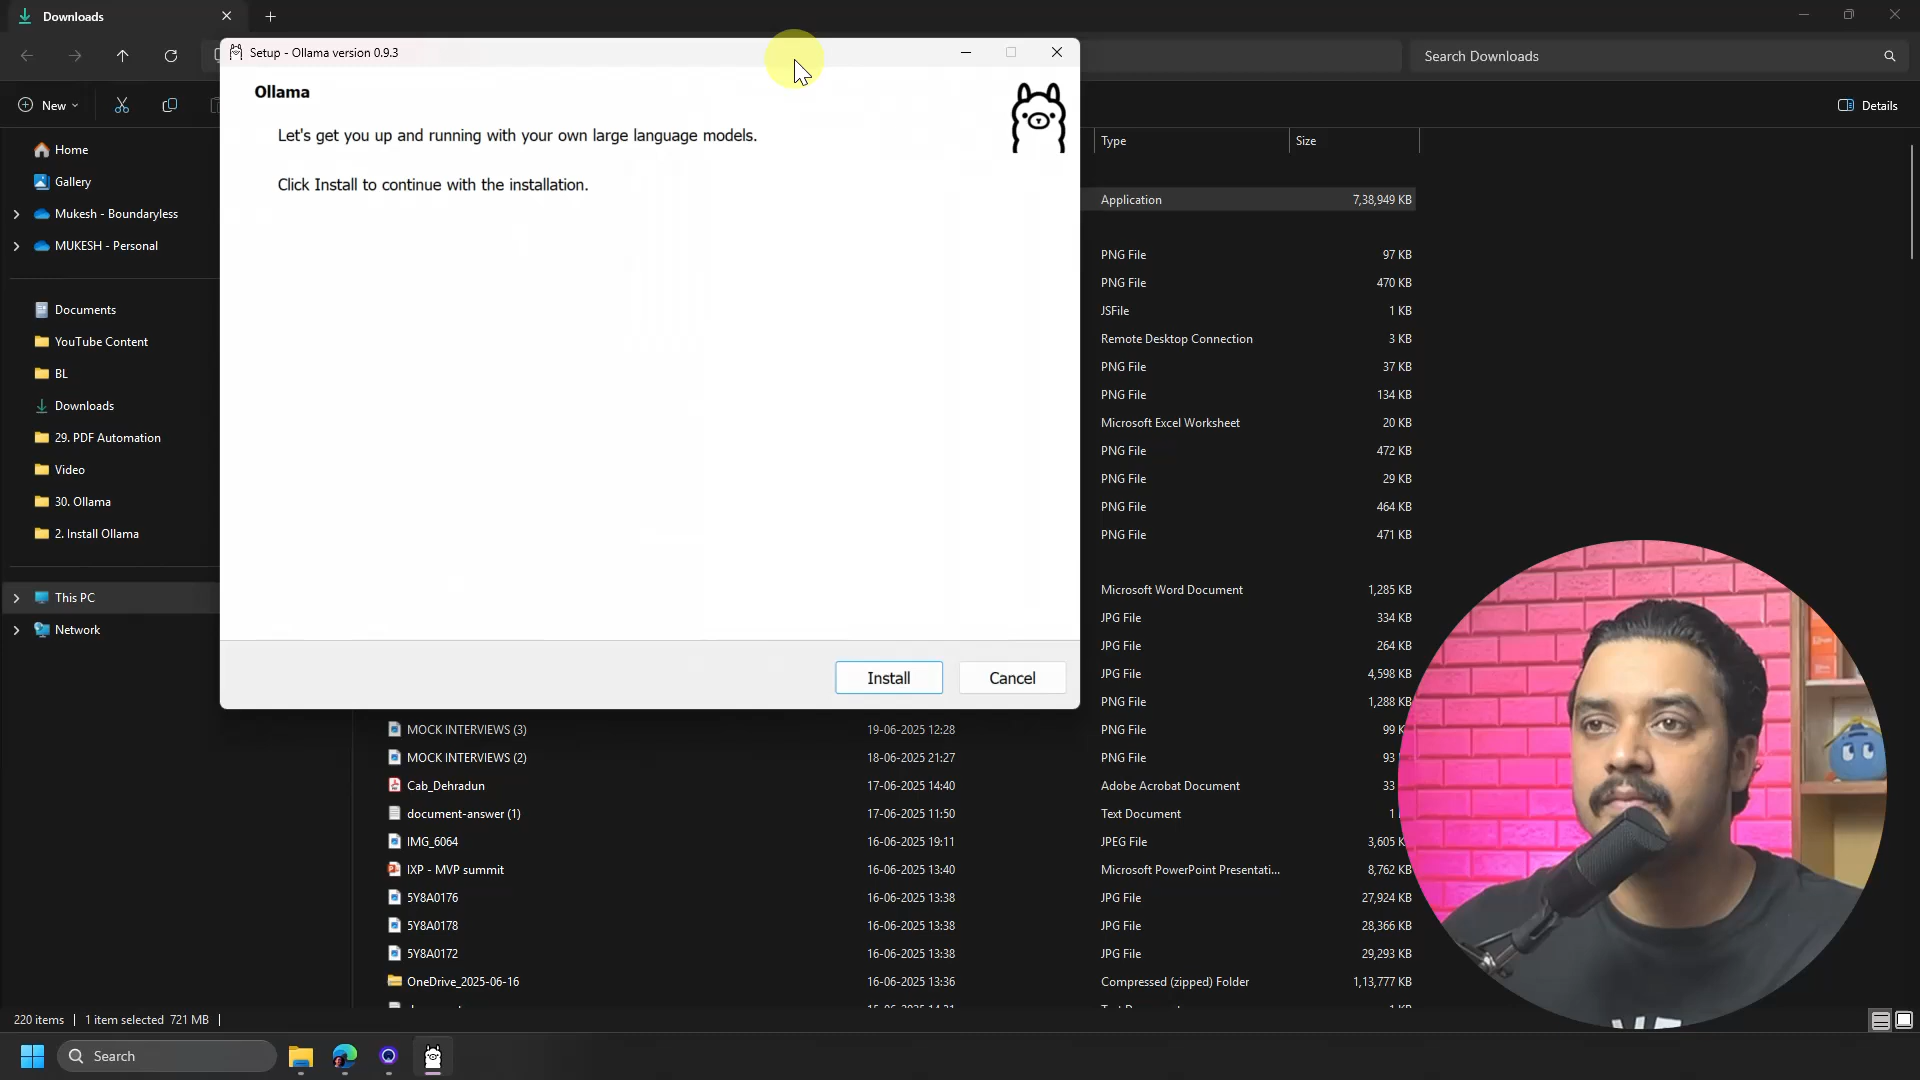 Downloads
Setup - Ollama version 0.9.3
Search Downloads
Ollama
New
Let's get you up and running with your own large language models.
Click Install to continue with the installation.
Details
Home
Gallery
Mukesh - Boundaryless
MUKESH - Personal
Documents
YouTube Content
BL
Downloads
29. PDF Automation
Video
30. Ollama
2. Install Ollama
This PC
Network
Install
Cancel
Type Size
Application 7,38,949 KB
PNG File 97 KB
PNG File 470 KB
JSFile 1 KB
Remote Desktop Connection 3 KB
PNG File 37 KB
PNG File 134 KB
Microsoft Excel Worksheet 20 KB
PNG File 472 KB
PNG File 29 KB
PNG File 464 KB
PNG File 471 KB
Microsoft Word Document 1,285 KB
JPG File 334 KB
JPG File 264 KB
JPG File 4,598 KB
PNG File 1,288 KB
MOCK INTERVIEWS (3) 19-06-2025 12:28 PNG File 99
MOCK INTERVIEWS (2) 18-06-2025 21:27 PNG File 93
Cab_Dehradun 17-06-2025 14:40 Adobe Acrobat Document 33
document-answer (1) 17-06-2025 11:50 Text Document 1
IMG_6064 16-06-2025 19:11 JPEG File 3,605
IXP - MVP summit 16-06-2025 13:40 Microsoft PowerPoint Presentati... 8,762 KB
5Y8A0176 16-06-2025 13:38 JPG File 27,924 KB
5Y8A0178 16-06-2025 13:38 JPG File 28,366 KB
5Y8A0172 16-06-2025 13:38 JPG File 29,293 KB
OneDrive_2025-06-16 16-06-2025 13:36 Compressed (zipped) Folder 1,13,777 KB
220 items 1 item selected 721 MB
Search